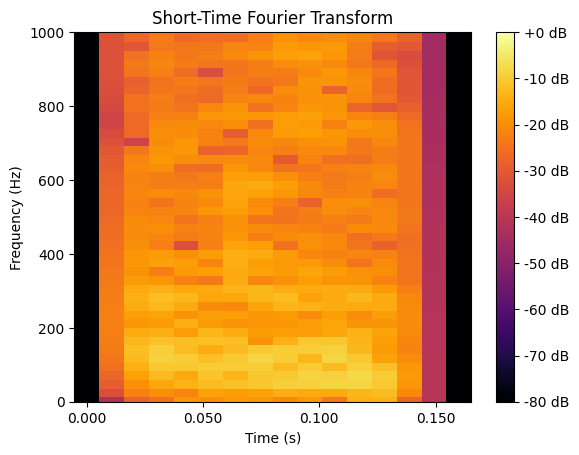 Short-Time Fourier Transform
1000
800
600
400
200
0
Frequency (Hz)
0.000
0.050
0.100
0.150
Time (s)
+0 dB
-10 dB
-20 dB
-30 dB
-40 dB
-50 dB
-60 dB
-70 dB
-80 dB